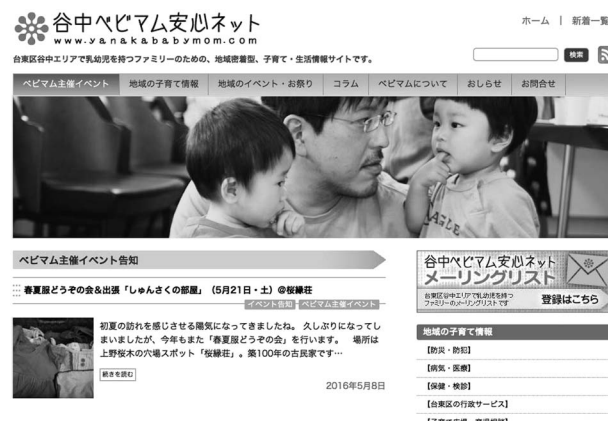 谷中ベビマム安心ネット
www.yanakababymom.com
ホーム | 新着一覧
台東区谷中エリアで乳幼児を持つファミリーのための、地域密着型、子育て・生活情報サイトです。
検索
ベビマム主催イベント 地域の子育て情報 地域のイベント・お祭り コラム ベビマムについて おしらせ お問合せ
EAGLE
ベビマム主催イベント告知
春夏服どうぞの会＆出張「しゅんさくの部屋」（5月21日・土）@桜縁荘
イベント告知・ベビマム主催イベント
初夏の訪れを感じさせる陽気になってきましたね。 久しぶりになってし
まいましたが、今年もまた「春夏服どうぞの会」を行います。 場所は
上野桜木の穴場スポット「桜縁荘」。築100年の古民家です…
続きを読む
2016年5月8日
谷中ベビマム安心ネット
メーリングリスト
台東区谷中エリアで乳幼児を持つ
ファミリーのメーリングリストです
登録はこちら
地域の子育て情報
【防災・防犯】
【病気・医療】
【保健・検診】
【台東区の行政サービス】